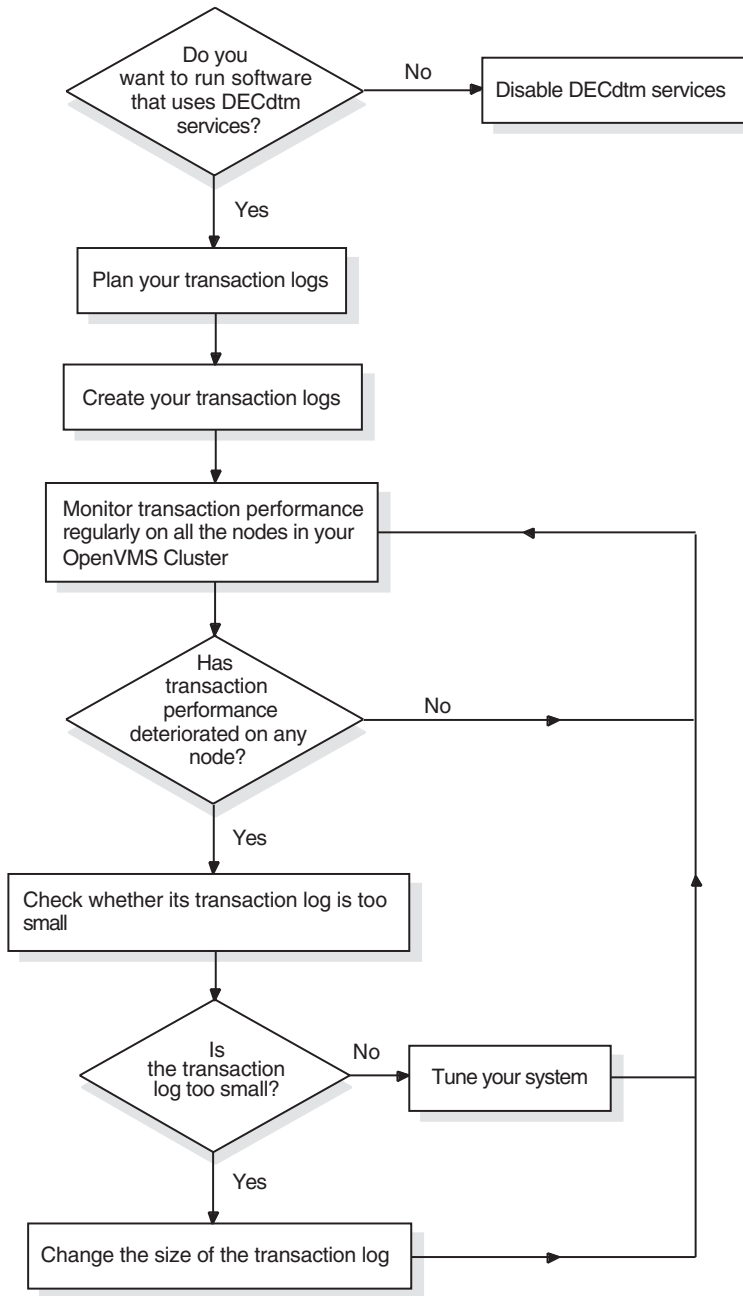 Do you
want to run software
that uses DECdtm
services?
No
Disable DECdtm services
Yes
Plan your transaction logs
Create your transaction logs
Monitor transaction performance
regularly on all the nodes in your
OpenVMS Cluster
Has
transaction
performance
deteriorated on any
node?
No
Yes
Check whether its transaction log is too
small
Is
the transaction
log too small?
No
Tune your system
Yes
Change the size of the transaction log